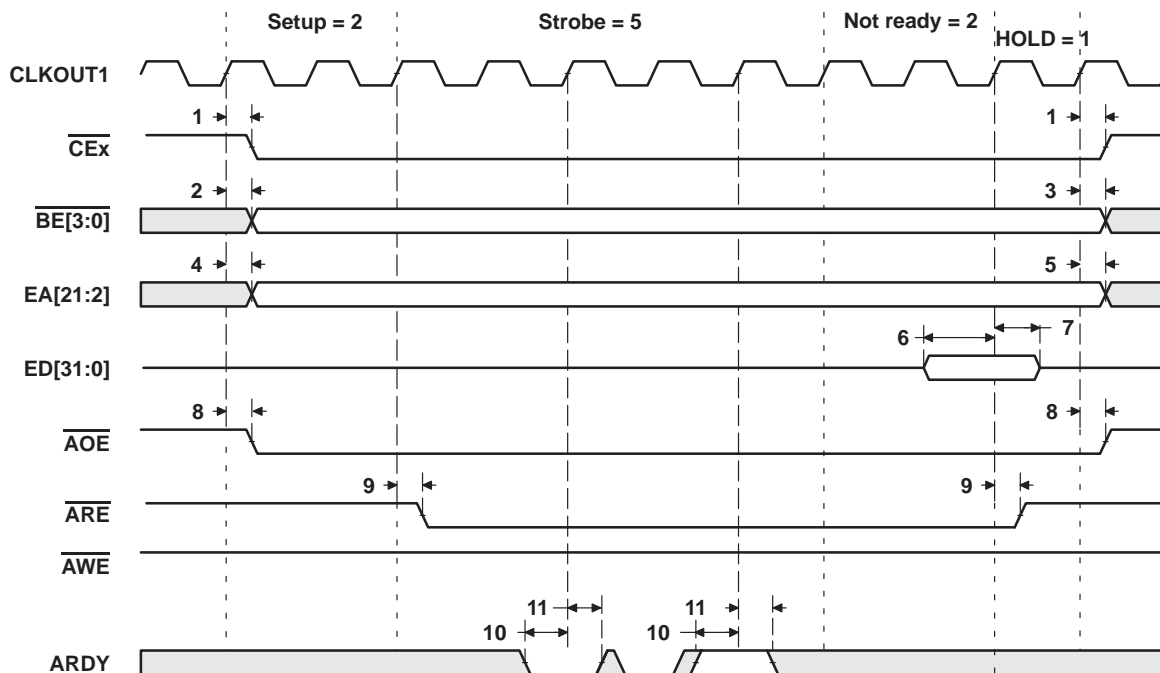 Setup = 2 Strobe = 5 Not ready = 2
HOLD = 1
CLKOUT1
1 1
CEx
2 3
BE[3:0]
4 5
EA[21:2]
6 7
ED[31:0]
8 8
AOE
9 9
ARE
AWE
11 11
10 10
ARDY